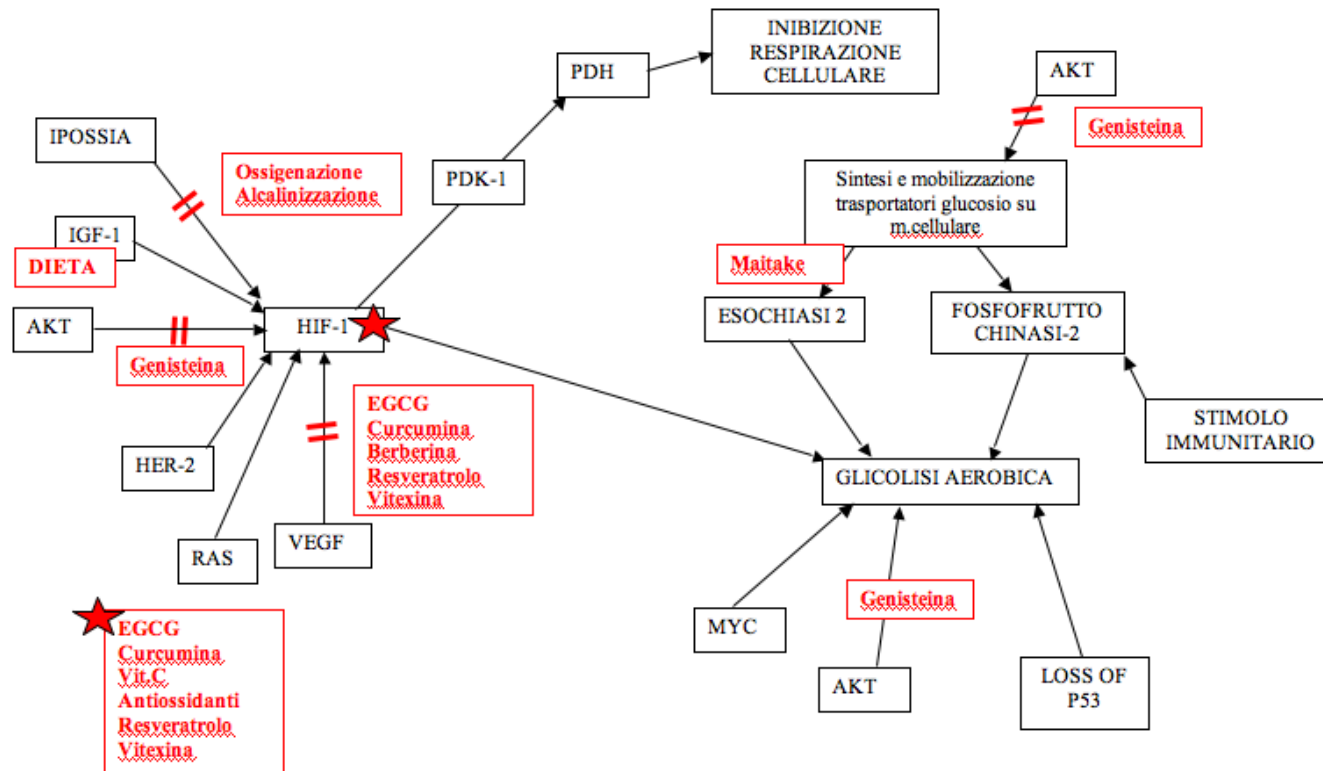 INIBIZIONE
RESPIRAZIONE
CELLULARE
PDH
AKT
Genisteina
IPOSSIA
Ossigenazione
Alcalinizzazione
PDK-1
Sintesi e mobilizzazione
trasportatori glucosio su
m.cellulare
IGF-1
DIETA
Maitake
AKT
HIF-1
ESOCHIASI 2
FOSFOFRUTTO
CHINASI-2
Genisteina
EGCG
Curcumina
Berberina
Resveratrolo
Vitexina
STIMOLO
IMMUNITARIO
HER-2
GLICOLISI AEROBICA
RAS
VEGF
Genisteina
MYC
AKT
LOSS OF
P53
EGCG
Curcumina
Vit.C
Antiossidanti
Resveratrolo
Vitexina